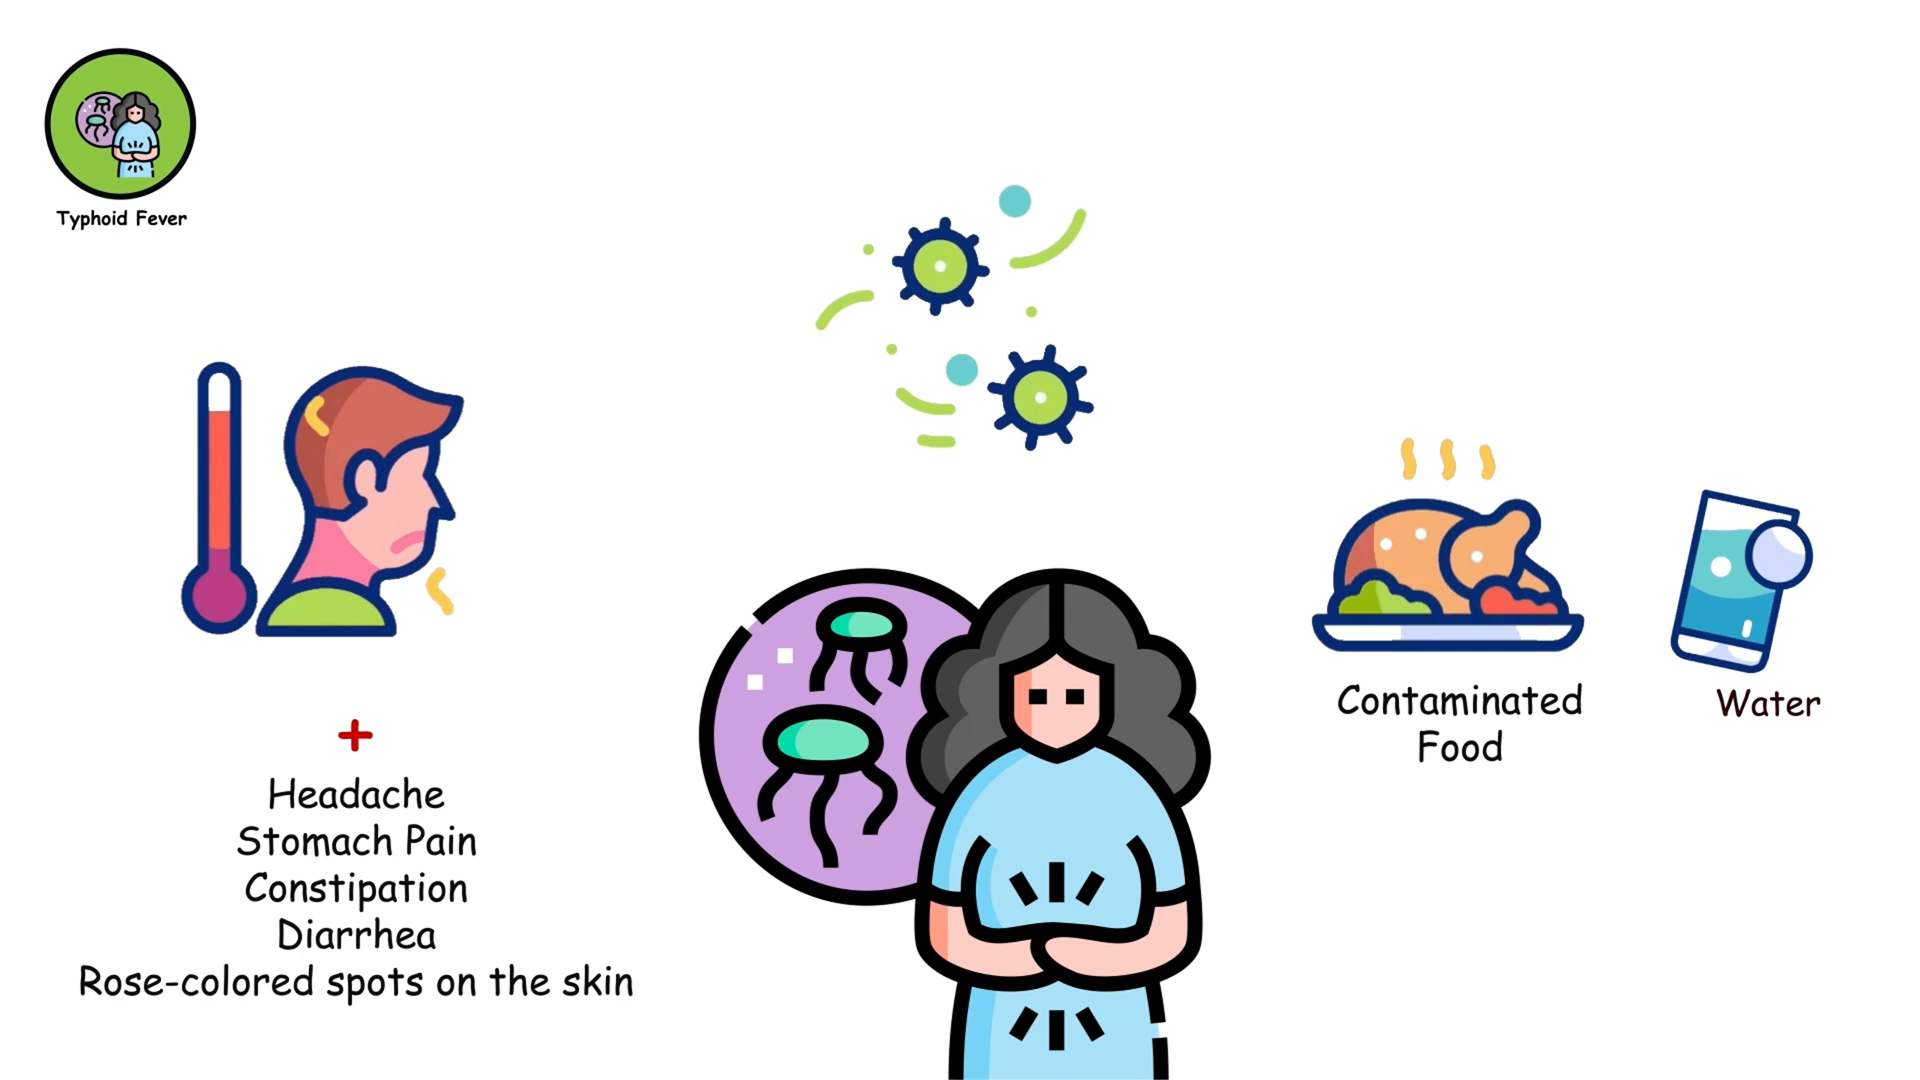 Typhoid Fever
+
Headache
Stomach Pain
Constipation
Diarrhea
Rose-colored spots on the skin
Contaminated
Food
Water